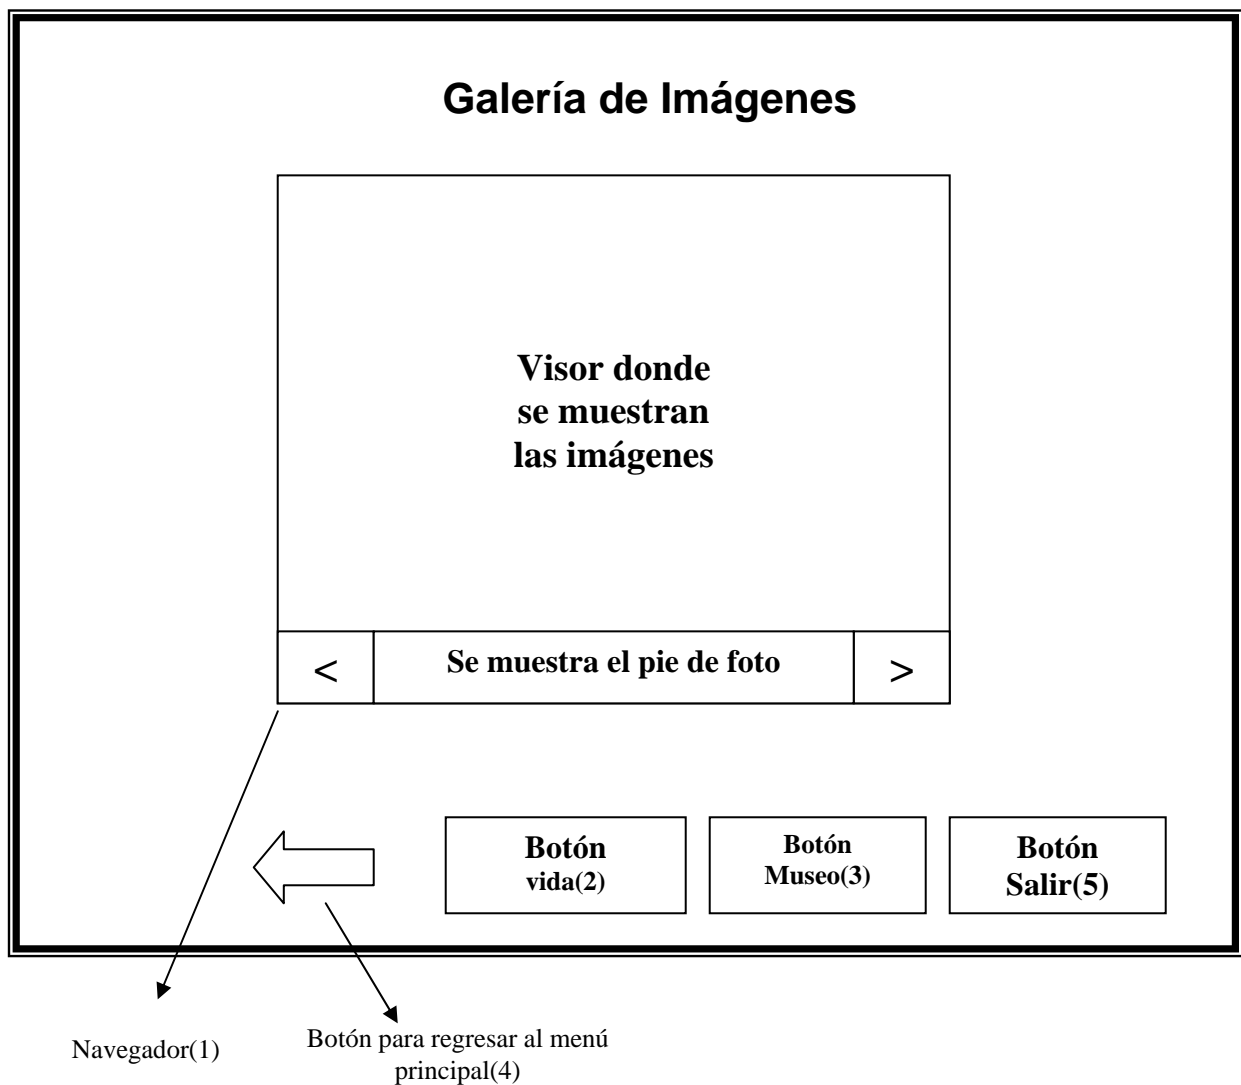 Galería de Imágenes
Visor donde
se muestran
las imágenes
<
Se muestra el pie de foto
>
Botón
vida(2)
Botón
Museo(3)
Botón
Salir(5)
Navegador(1)
Botón para regresar al menú
principal(4)